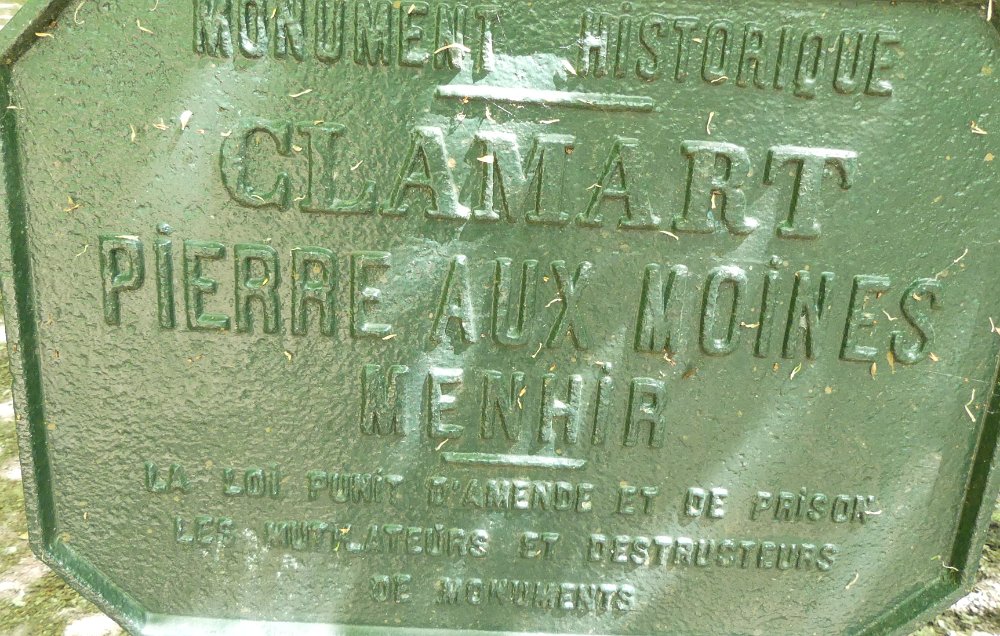 MONUMENT HISTORIQUE
CLAMART
PIERRE AUX MOINES
MENHIR
LA LOI PUNIT D'AMENDE ET DE PRISON
LES MUTILATEURS ET DESTRUSTEURS
DE MONUMENTS